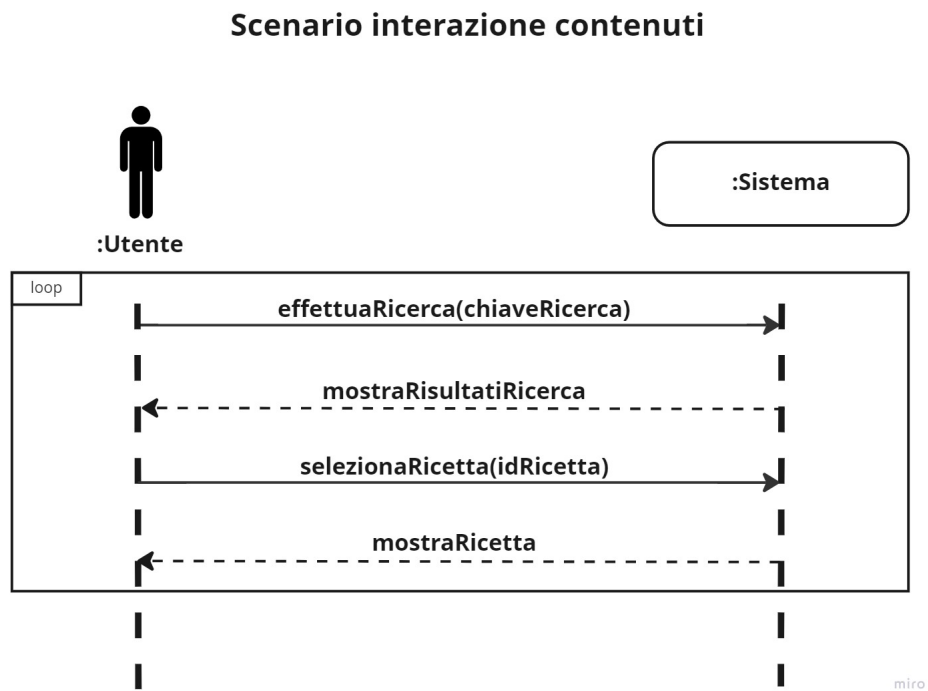 Scenario interazione contenuti
:Sistema
:Utente
loop
effettuaRicerca(chiaveRicerca)
mostraRisultatiRicerca
selezionaRicetta(idRicetta)
mostraRicetta
miro